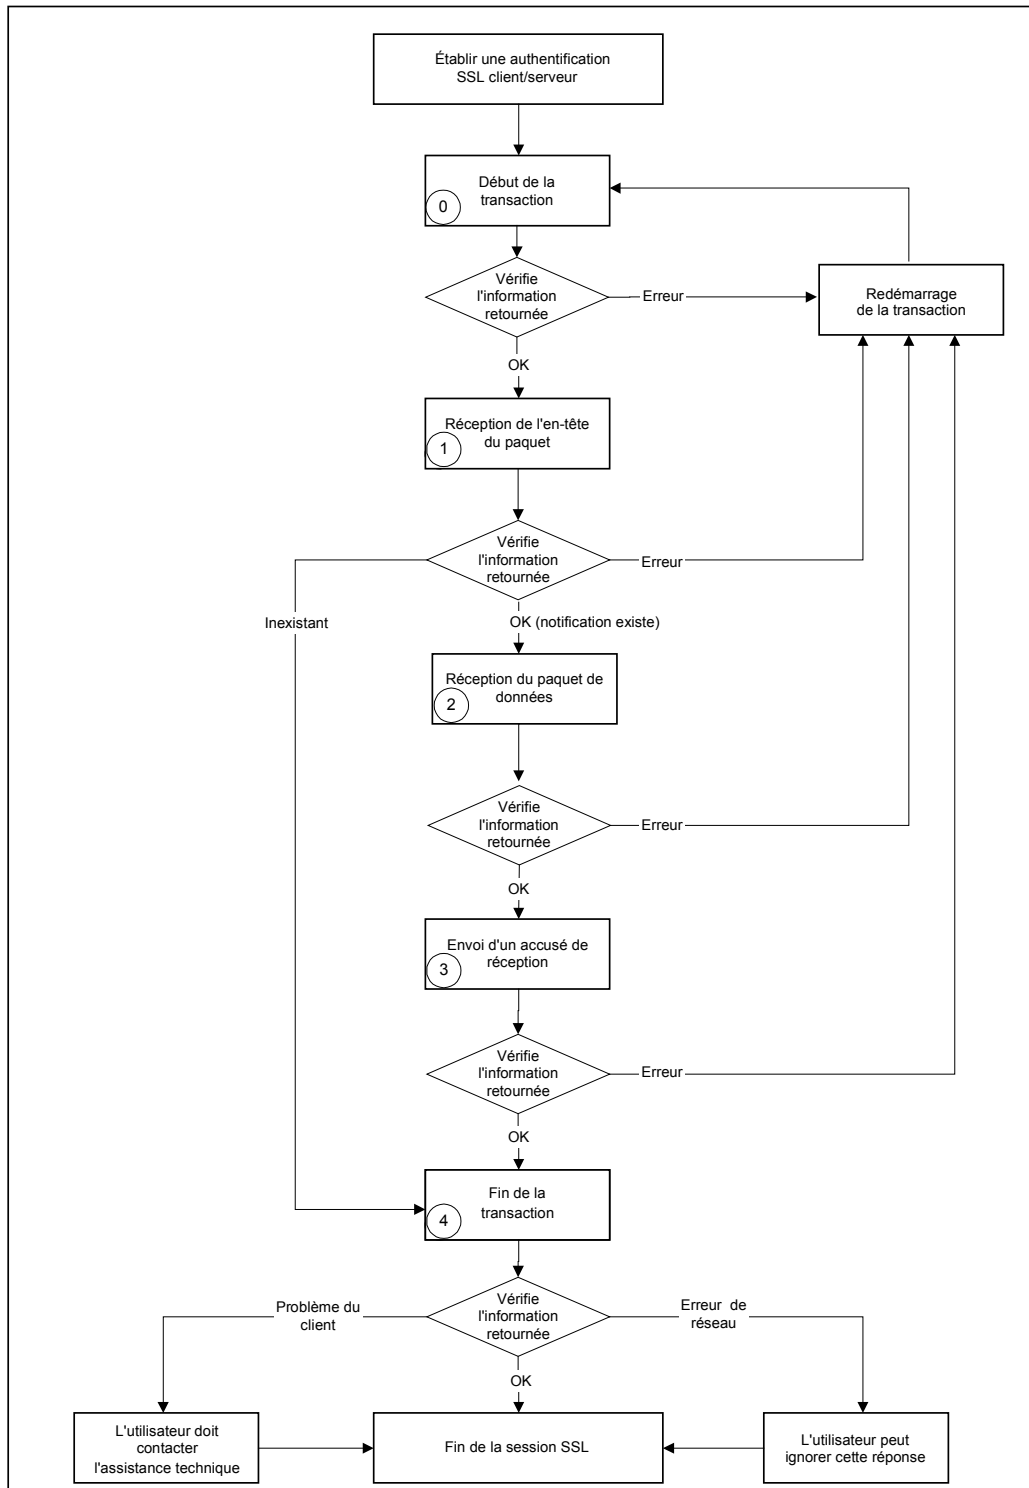 Établir une authentification
SSL client/serveur
Début de la
transaction
0
Vérifie
l'information
retournée
Erreur
Redémarrage
de la transaction
OK
Réception de l'en-tête
du paquet
1
Vérifie
l'information
retournée
Erreur
Inexistant
OK (notification existe)
Réception du paquet de
données
2
Vérifie
l'information
retournée
Erreur
OK
Envoi d'un accusé de
réception
3
Vérifie
l'information
retournée
Erreur
OK
Fin de la
transaction
4
Problème du
client
Vérifie
l'information
retournée
Erreur de
réseau
OK
L'utilisateur doit
contacter
l'assistance technique
Fin de la session SSL
L'utilisateur peut
ignorer cette réponse